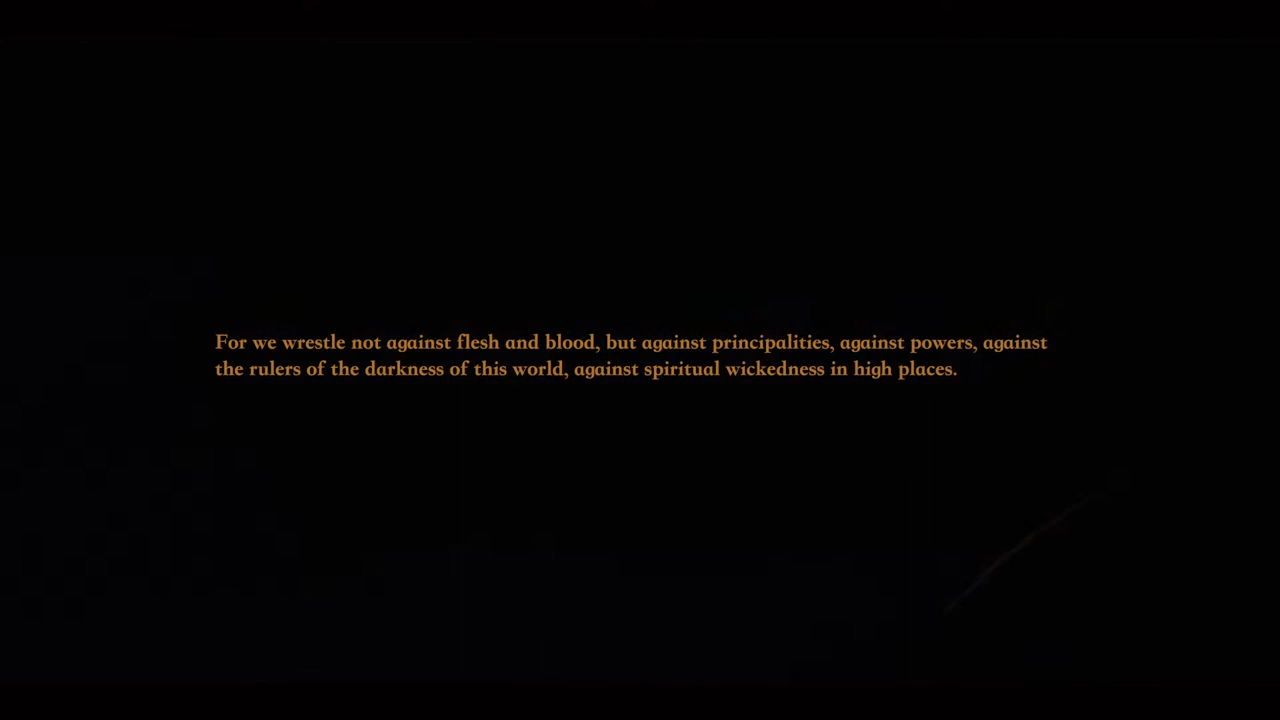 For we wrestle not against flesh and blood, but against principalities, against powers, against
the rulers of the darkness of this world, against spiritual wickedness in high places.